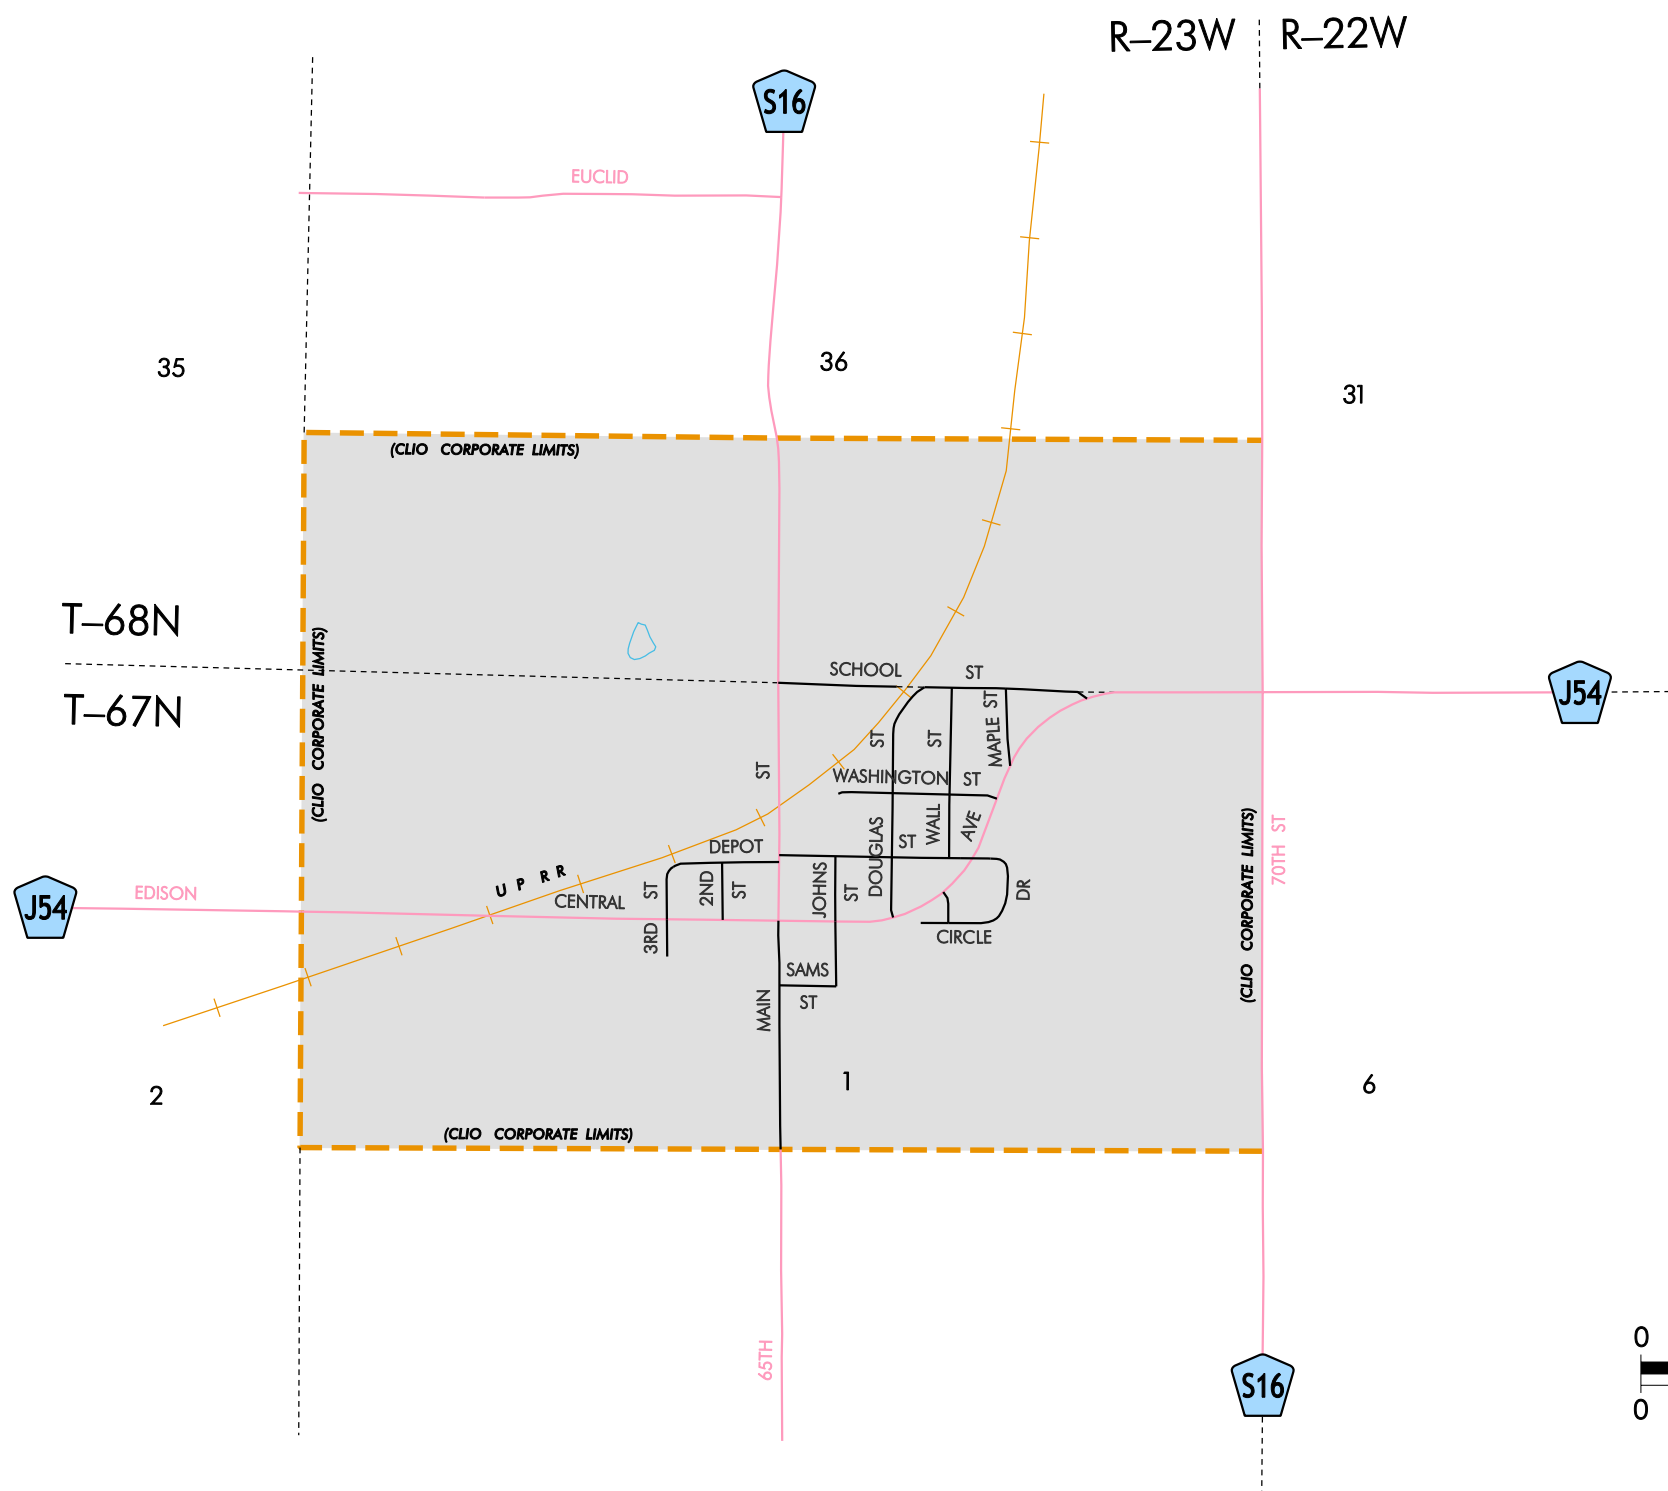 R–23W
R–22W
S16
EUCLID
35
36
31
(CLIO CORPORATE LIMITS)
T–68N
T–67N
(CLIO CORPORATE LIMITS)
SCHOOL ST
J54
MAPLE ST
WASHINGTON ST
DOUGLAS ST
WALL ST
AVE
DEPOT ST
U P R R
J54
EDISON
CENTRAL
3RD ST
2ND ST
JOHNS ST
CIRCLE DR
SAMS ST
MAIN ST
(CLIO CORPORATE LIMITS)
70TH ST
2
1
6
(CLIO CORPORATE LIMITS)
65TH
S16
0
0